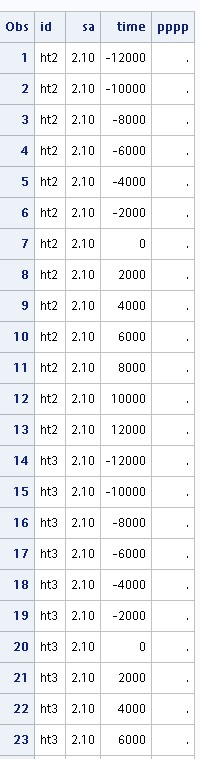 Obs id sa time pppp
1 ht2 2.10 -12000 .
2 ht2 2.10 -10000 .
3 ht2 2.10 -8000 .
4 ht2 2.10 -6000 .
5 ht2 2.10 -4000 .
6 ht2 2.10 -2000 .
7 ht2 2.10 0 .
8 ht2 2.10 2000 .
9 ht2 2.10 4000 .
10 ht2 2.10 6000 .
11 ht2 2.10 8000 .
12 ht2 2.10 10000 .
13 ht2 2.10 12000 .
14 ht3 2.10 -12000 .
15 ht3 2.10 -10000 .
16 ht3 2.10 -8000 .
17 ht3 2.10 -6000 .
18 ht3 2.10 -4000 .
19 ht3 2.10 -2000 .
20 ht3 2.10 0 .
21 ht3 2.10 2000 .
22 ht3 2.10 4000 .
23 ht3 2.10 6000 .